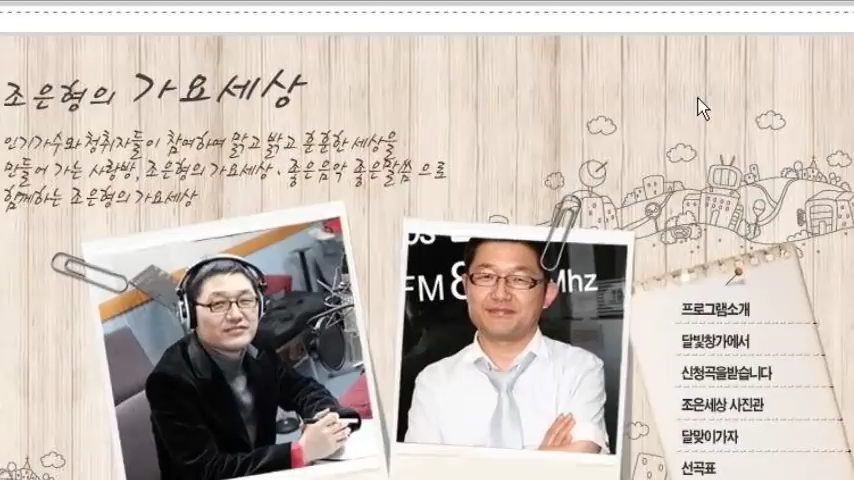 조은형의 가요세상
인기가수와 청취자들이 참여하며 맑고 밝고 훈훈한 세상을
만들어 가는 사랑방, 조은형의 가요세상 . 좋은음악 좋은말씀 으로
함께하는 조은형의 가요세상
FM 8 Mhz
프로그램소개
달빛창가에서
신청곡을받습니다
조은세상 사진관
달맞이가자
선곡표